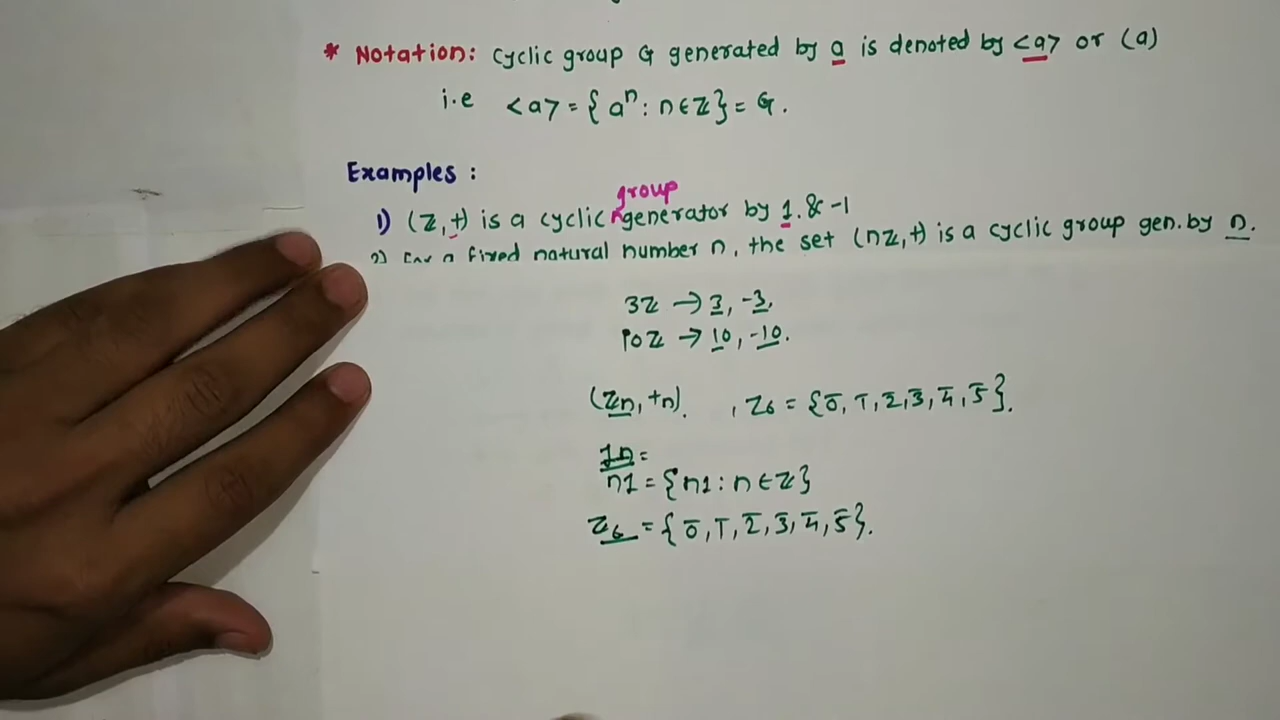 * Notation: cyclic group G generated by a is denoted by <a> or (a)
i.e <a> = { aⁿ : n ∈ ℤ } = G.
Examples :
group
1) (ℤ, +) is a cyclic generator by 1. & -1
2) For a fixed natural number n, the set (nℤ, +) is a cyclic group gen. by n.
3ℤ → 3, -3,
10ℤ → 10, -10.
(ℤn, +n). , ℤ6 = {0̄, 1̄, 2̄, 3̄, 4̄, 5̄}.
1n =
n1 = {n1 : n ∈ ℤ}
ℤ6 = {0̄, 1̄, 2̄, 3̄, 4̄, 5̄}.